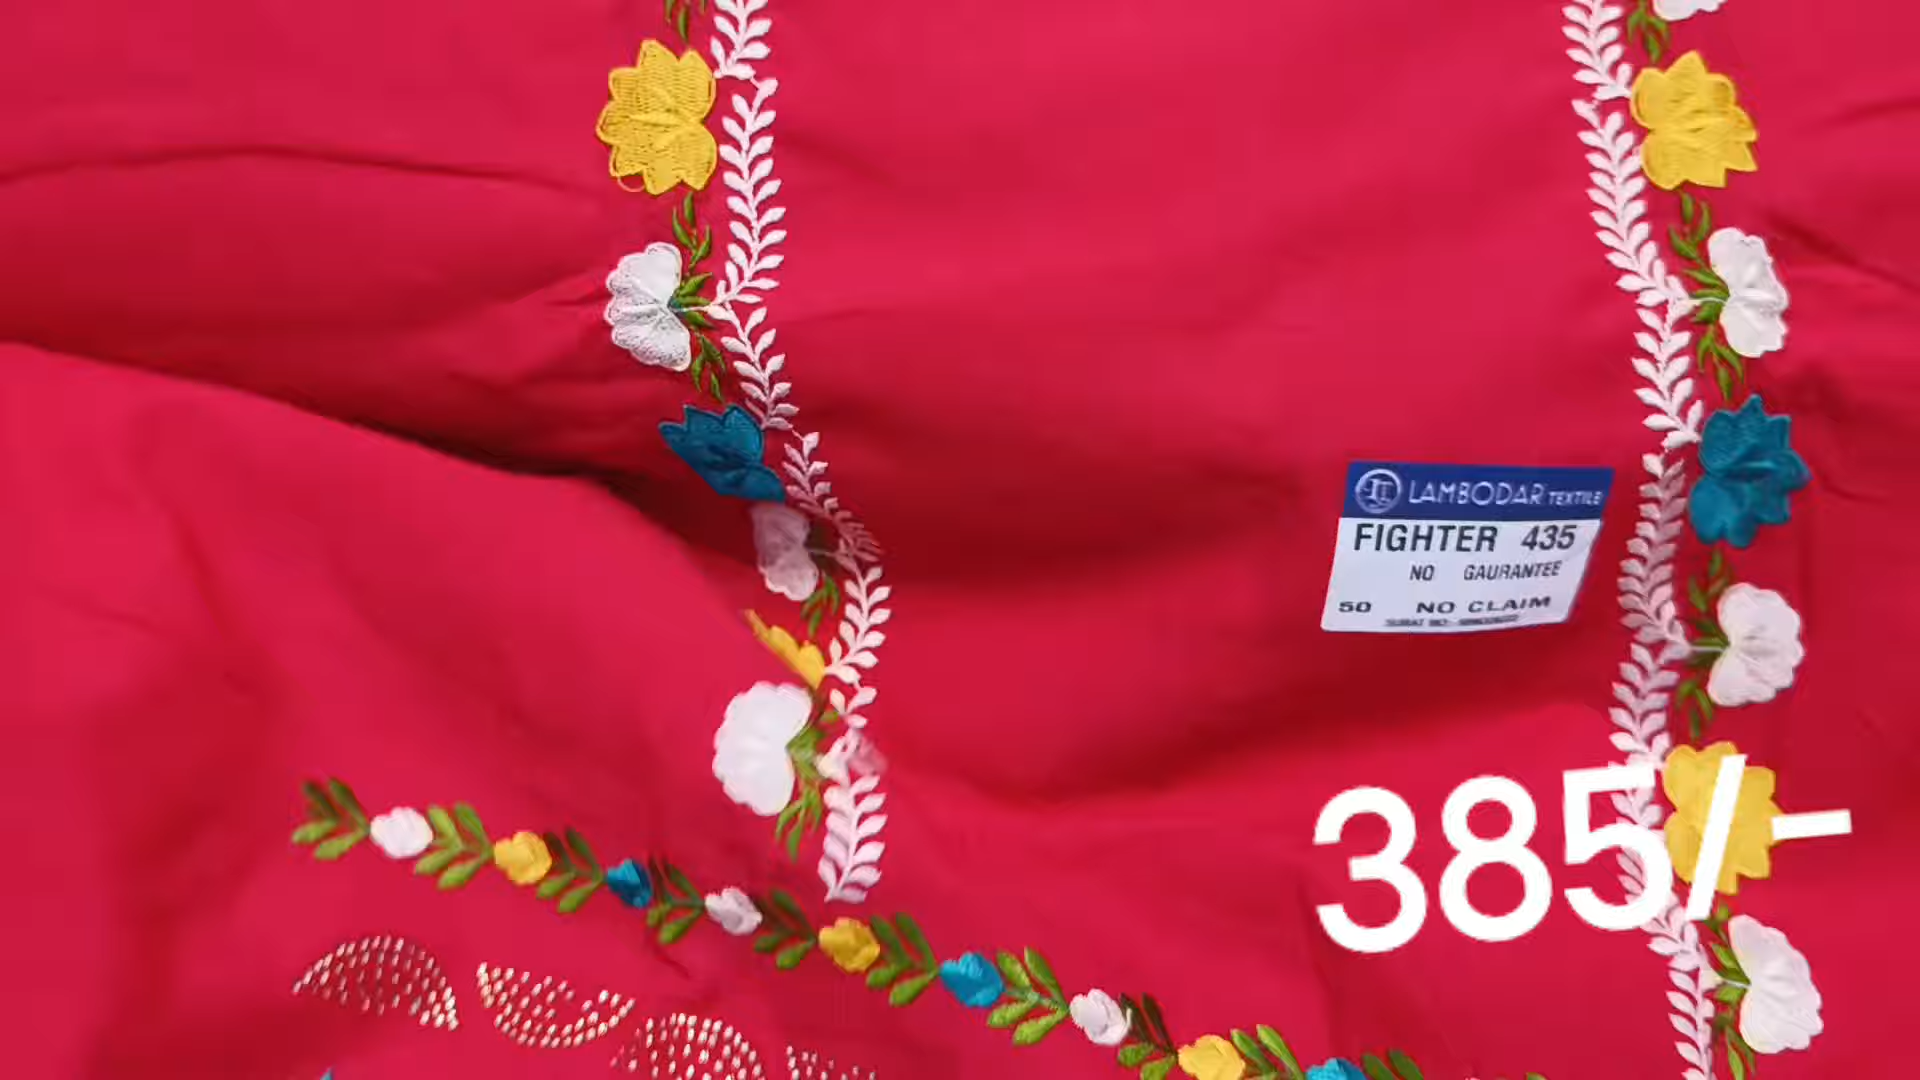 LAMBODAR TEXTILE
FIGHTER 435
NO GAURANTEE
50 NO CLAIM
385/-